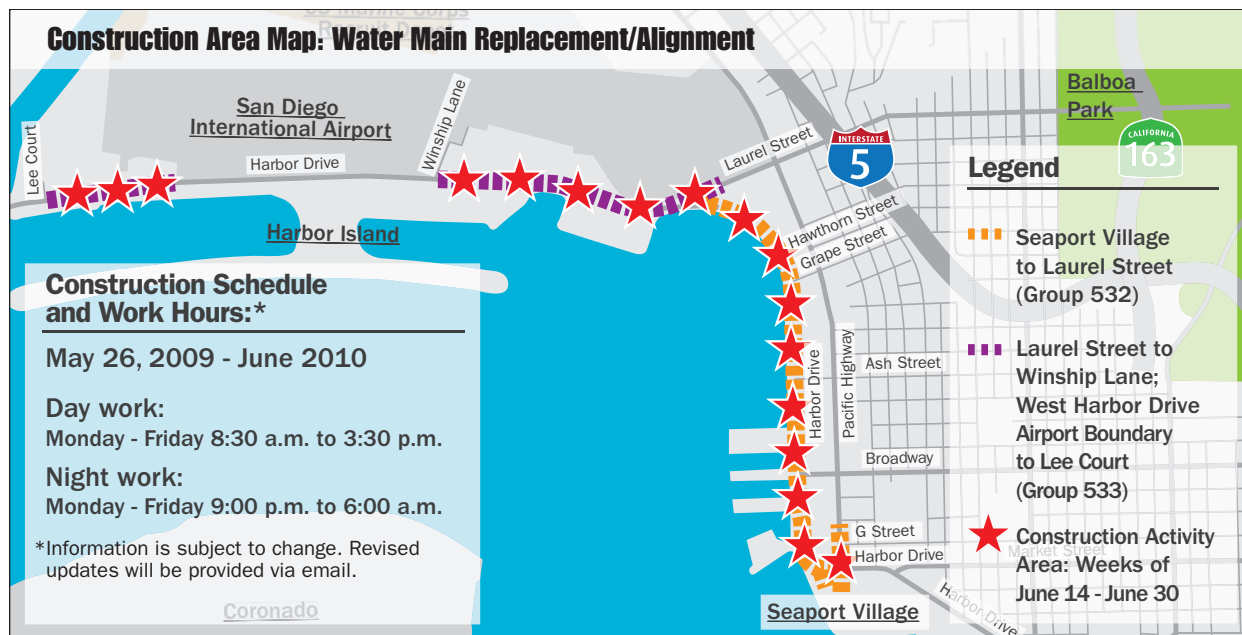 US Marine Corps
Recruit Depot
Construction Area Map: Water Main Replacement/Alignment
San Diego
International Airport
Winship Lane
Lee Court
Harbor Drive
Laurel Street
INTERSTATE
5
Balboa
Park
CALIFORNIA
163
Harbor Island
Hawthorn Street
Grape Street
Harbor Drive
Pacific Highway
Ash Street
Broadway
G Street
Harbor Drive
Market Street
Harbor Drive
Seaport Village
Coronado
Construction Schedule
and Work Hours:*
May 26, 2009 - June 2010
Day work:
Monday - Friday 8:30 a.m. to 3:30 p.m.
Night work:
Monday - Friday 9:00 p.m. to 6:00 a.m.
*Information is subject to change. Revised
updates will be provided via email.
Legend
Seaport Village
to Laurel Street
(Group 532)
Laurel Street to
Winship Lane;
West Harbor Drive
Airport Boundary
to Lee Court
(Group 533)
Construction Activity
Area: Weeks of
June 14 - June 30